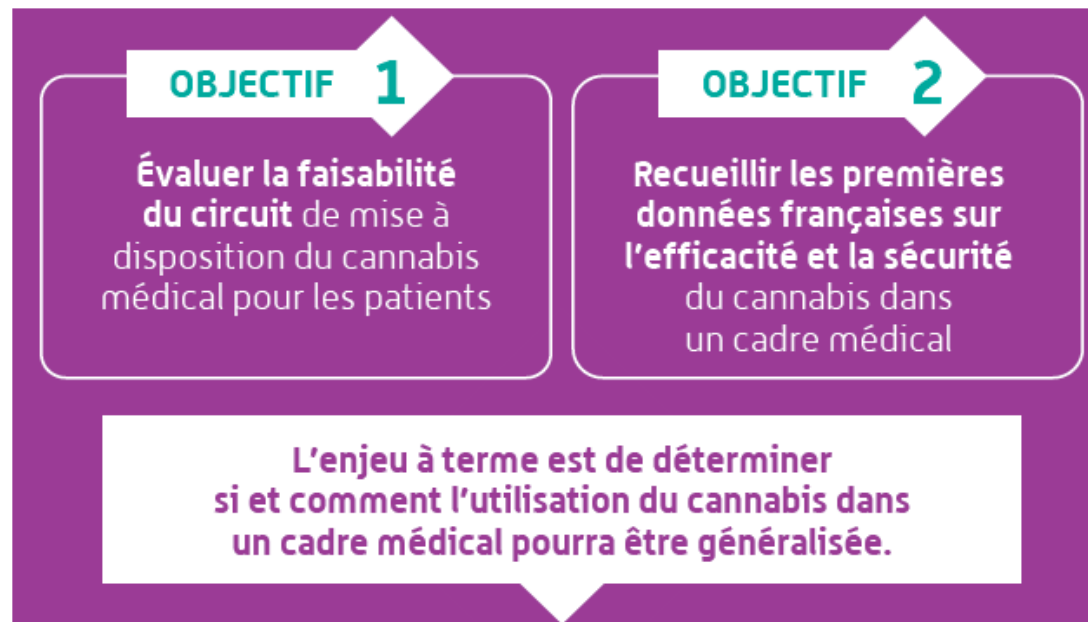 OBJECTIF 1
Évaluer la faisabilité
du circuit de mise à
disposition du cannabis
médical pour les patients
OBJECTIF 2
Recueillir les premières
données françaises sur
l'efficacité et la sécurité
du cannabis dans
un cadre médical
L'enjeu à terme est de déterminer
si et comment l'utilisation du cannabis dans
un cadre médical pourra être généralisée.